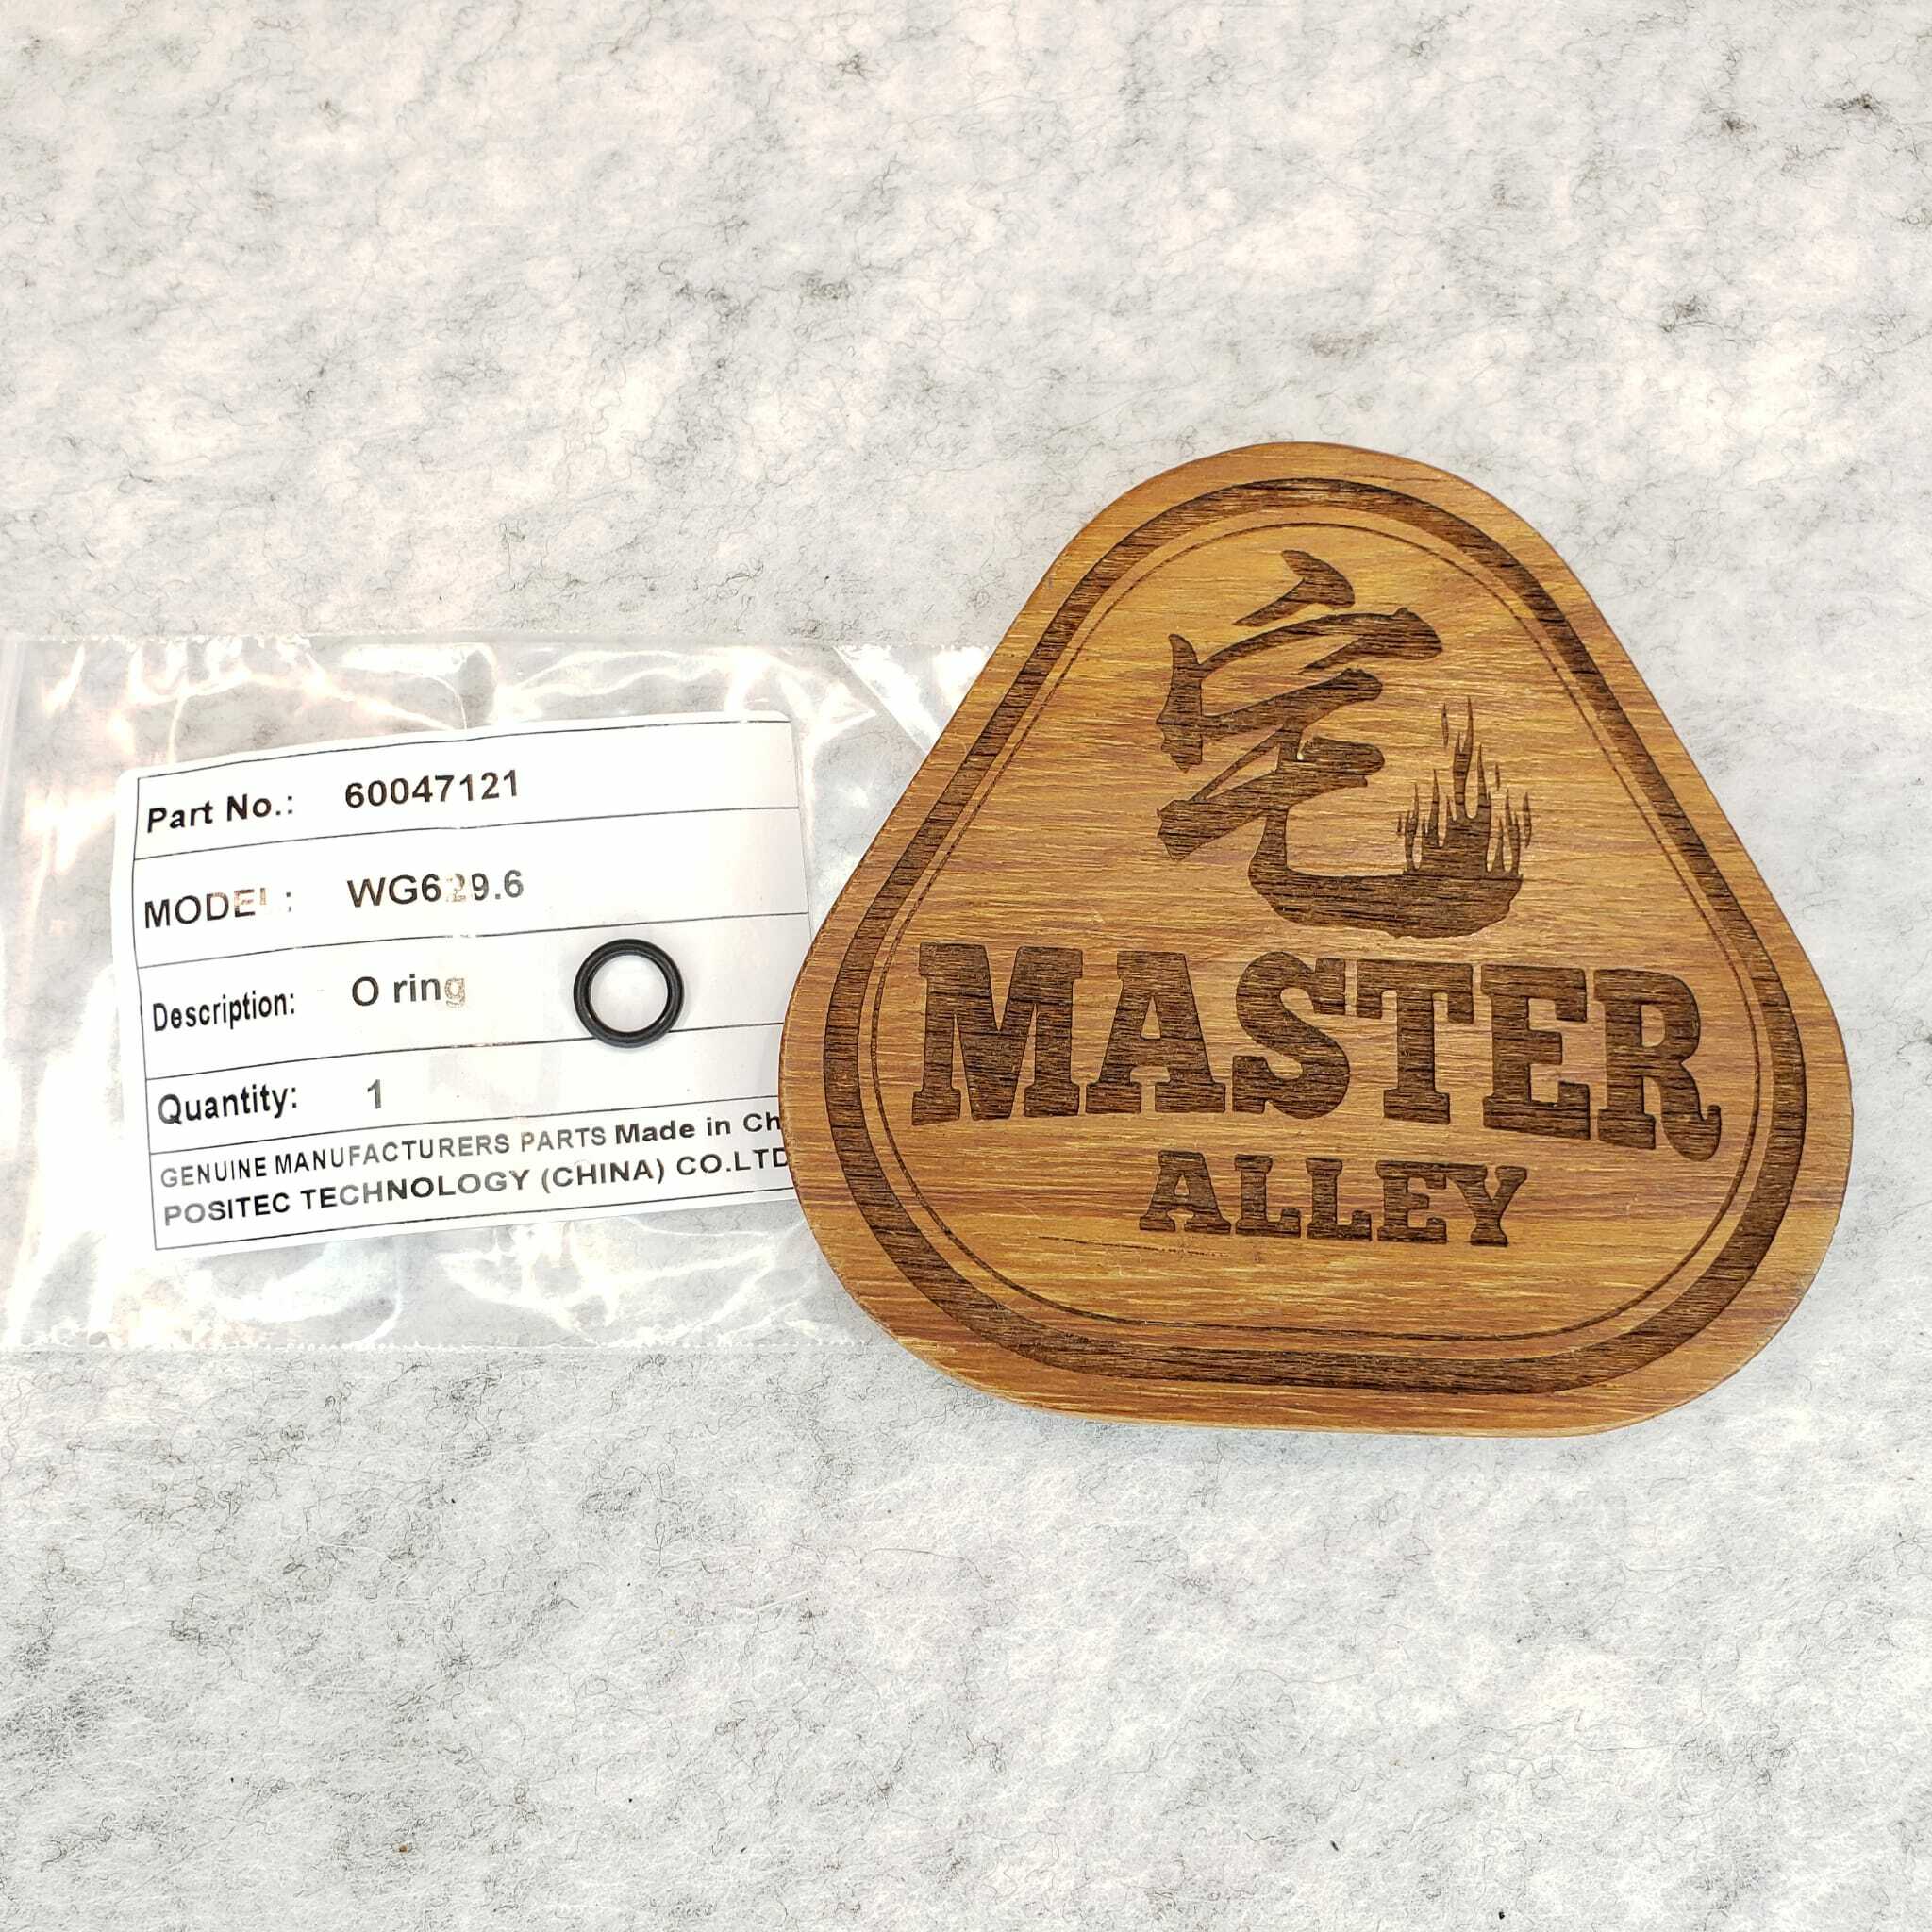 Part No.: 60047121
MODEL: WG629.6
Description: O ring
Quantity: 1
GENUINE MANUFACTURERS PARTS Made in Ch
POSITEC TECHNOLOGY (CHINA) CO.LTD
宅
MASTER
ALLEY